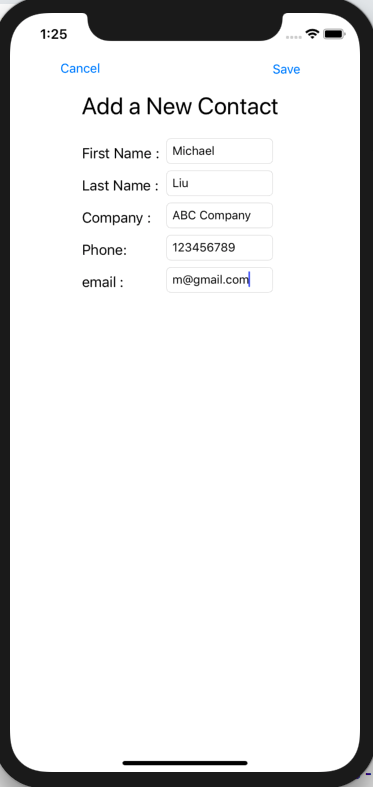 1:25
Cancel Save
Add a New Contact
First Name : Michael
Last Name : Liu
Company : ABC Company
Phone: 123456789
email : m@gmail.com